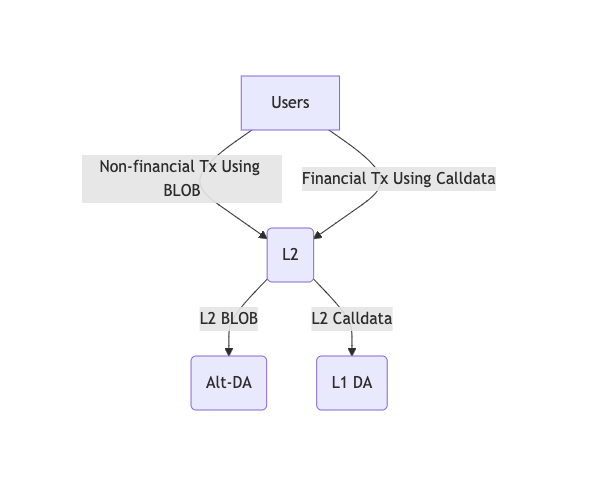 Users
Non-financial Tx Using
BLOB
Financial Tx Using Calldata
L2
L2 BLOB
L2 Calldata
Alt-DA
L1 DA